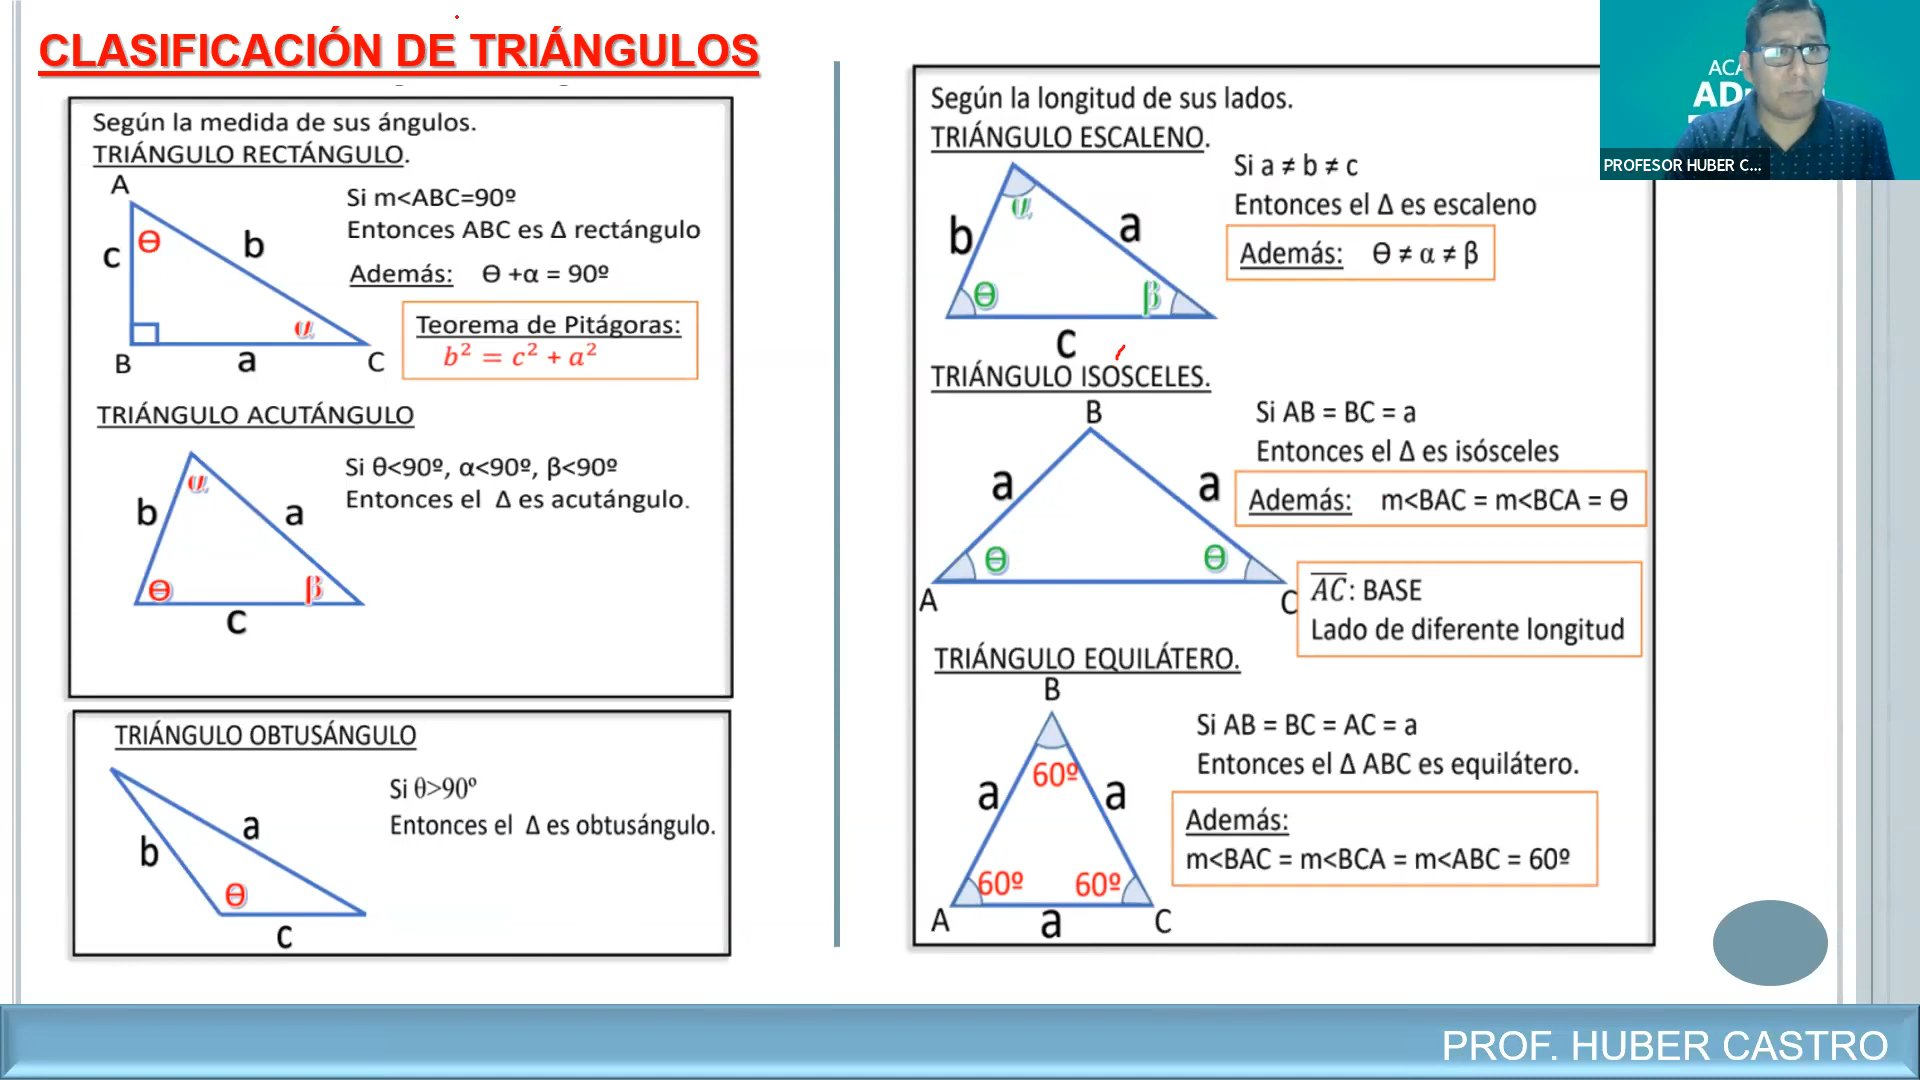 CLASIFICACIÓN DE TRIÁNGULOS
Según la medida de sus ángulos.
TRIÁNGULO RECTÁNGULO.
A
c
Ө
b
B
a
α
C
Si m<ABC=90º
Entonces ABC es Δ rectángulo
Además: Ө +α = 90º
Teorema de Pitágoras:
b² = c² + a²
TRIÁNGULO ACUTÁNGULO
α
b
a
Ө
β
c
Si θ<90º, α<90º, β<90º
Entonces el Δ es acutángulo.
TRIÁNGULO OBTUSÁNGULO
a
b
Ө
c
Si θ>90º
Entonces el Δ es obtusángulo.
Según la longitud de sus lados.
TRIÁNGULO ESCALENO.
α
b
a
Ө
β
c
Si a ≠ b ≠ c
Entonces el Δ es escaleno
Además: Ө ≠ α ≠ β
TRIÁNGULO ISÓSCELES.
B
a
a
Ө
Ө
A
C
Si AB = BC = a
Entonces el Δ es isósceles
Además: m<BAC = m<BCA = Ө
AC: BASE
Lado de diferente longitud
TRIÁNGULO EQUILÁTERO.
B
60º
a
a
60º
60º
A
a
C
Si AB = BC = AC = a
Entonces el Δ ABC es equilátero.
Además:
m<BAC = m<BCA = m<ABC = 60º
PROFESOR HUBER C...
PROF. HUBER CASTRO